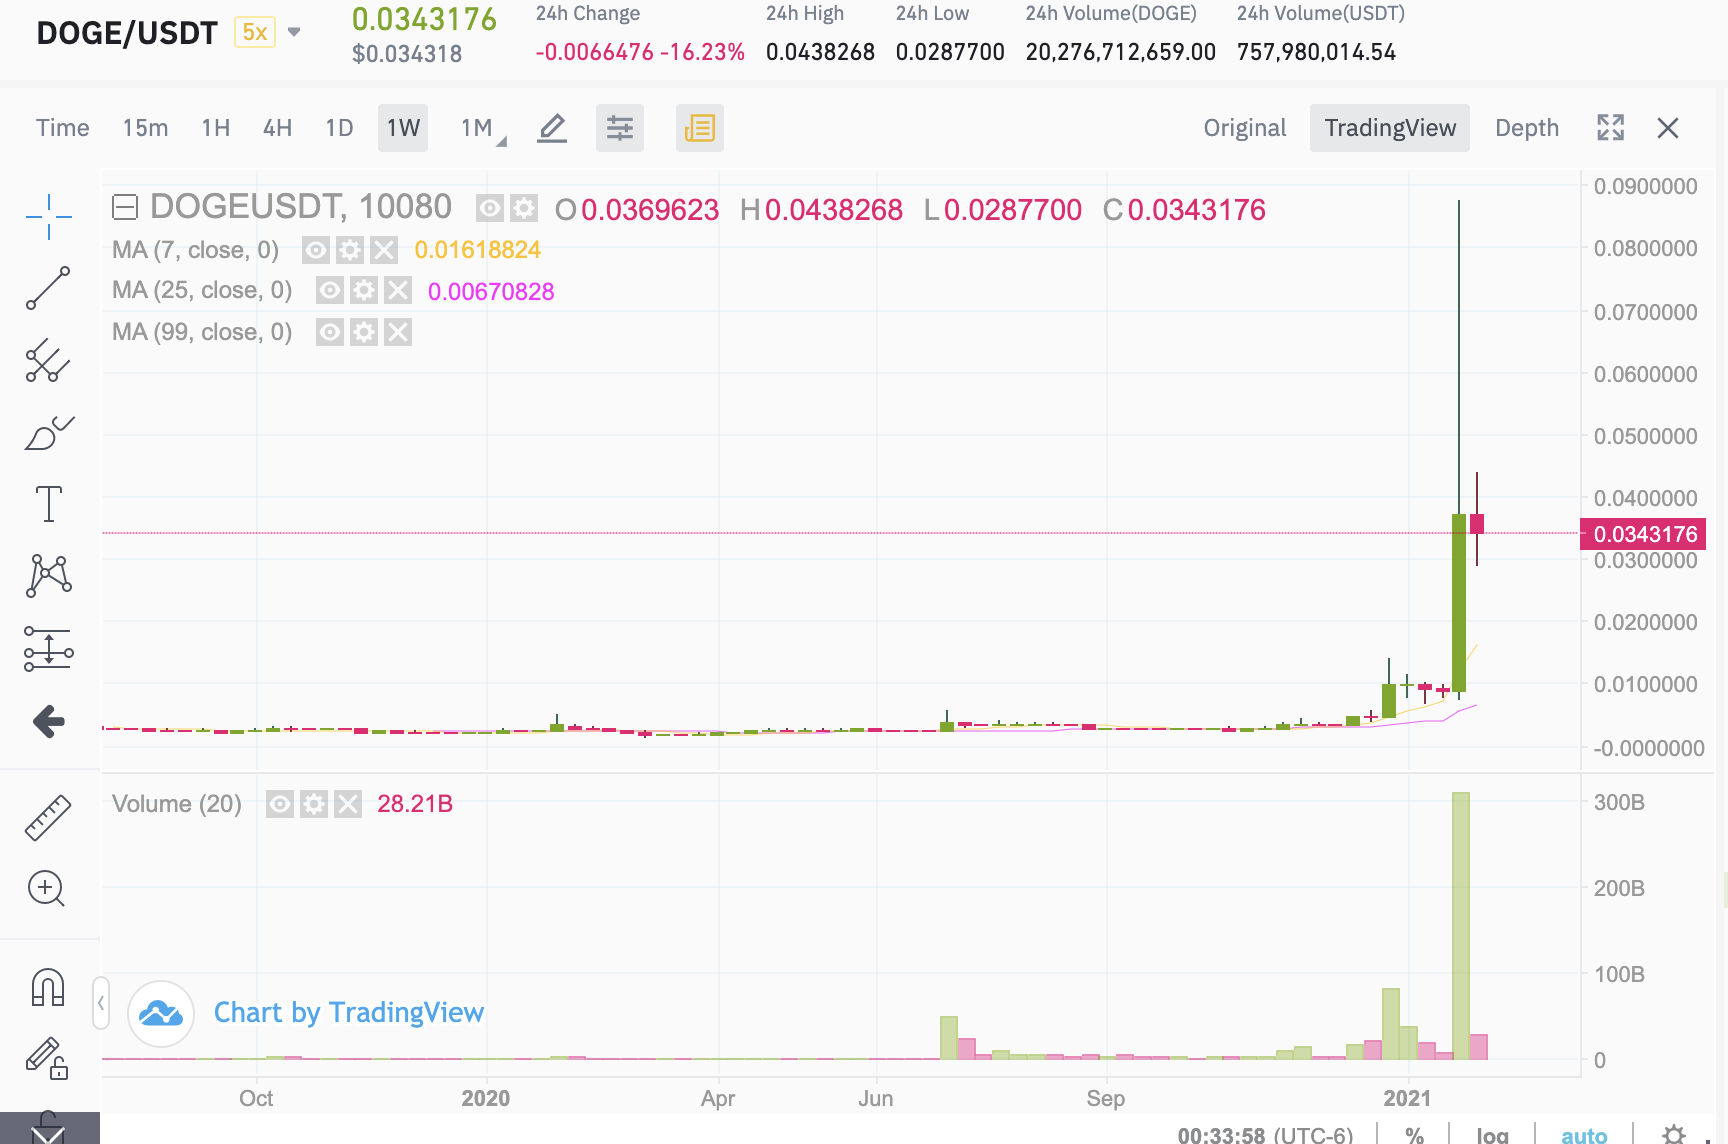 DOGE/USDT 5x 0.0343176 $0.034318
24h Change -0.0066476 -16.23%
24h High 0.0438268
24h Low 0.0287700
24h Volume(DOGE) 20,276,712,659.00
24h Volume(USDT) 757,980,014.54
Time 15m 1H 4H 1D 1W 1M Original TradingView Depth
DOGEUSDT, 10080 O0.0369623 H0.0438268 L0.0287700 C0.0343176
MA (7, close, 0) 0.01618824
MA (25, close, 0) 0.00670828
MA (99, close, 0)
0.0900000
0.0800000
0.0700000
0.0600000
0.0500000
0.0400000
0.0343176
0.0300000
0.0200000
0.0100000
-0.0000000
Volume (20) 28.21B
300B
200B
100B
0
Chart by TradingView
Oct 2020 Apr Jun Sep 2021
00:33:58 (UTC-6) % log auto